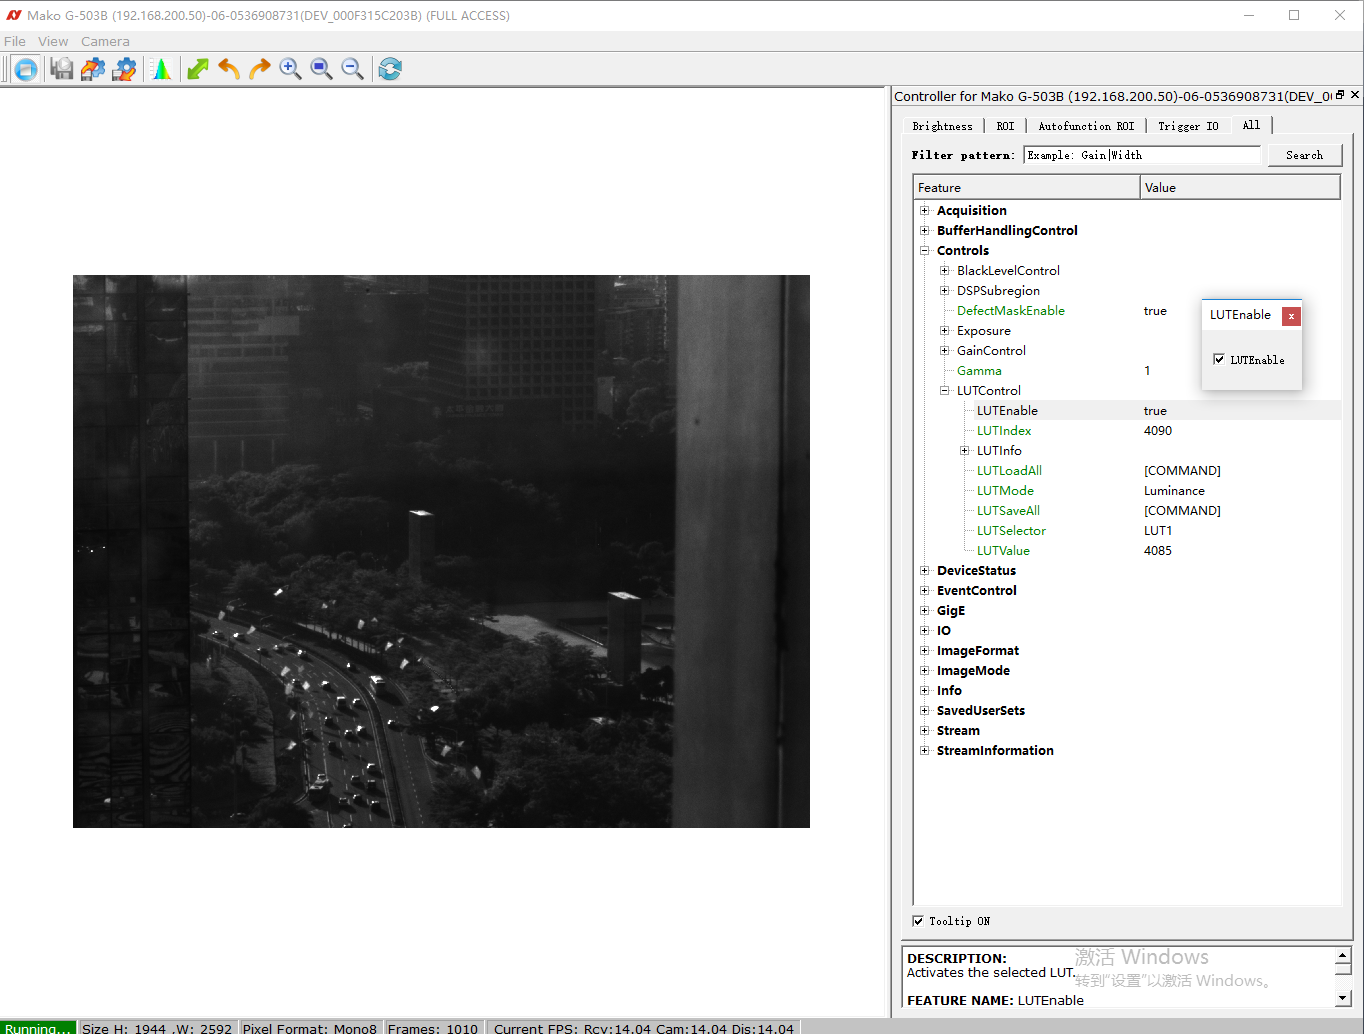 Mako G-503B (192.168.200.50)-06-0536908731(DEV_000F315C203B) (FULL ACCESS)
File View Camera
Controller for Mako G-503B (192.168.200.50)-06-0536908731(DEV_0
Brightness ROI Autofunction ROI Trigger IO All
Filter pattern: Example: Gain|Width Search
Feature Value
Acquisition
BufferHandlingControl
Controls
BlackLevelControl
DSPSubregion
DefectMaskEnable true
LUTEnable x
Exposure
GainControl
LUTEnable
Gamma 1
LUTControl
LUTEnable true
LUTIndex 4090
LUTInfo
LUTLoadAll [COMMAND]
LUTMode Luminance
LUTSaveAll [COMMAND]
LUTSelector LUT1
LUTValue 4085
DeviceStatus
EventControl
GigE
IO
ImageFormat
ImageMode
Info
SavedUserSets
Stream
StreamInformation
Tooltip ON
DESCRIPTION:
Activates the selected LUT.
FEATURE NAME: LUTEnable
激活 Windows
转到"设置"以激活 Windows。
Running... Size H: 1944 ,W: 2592 Pixel Format: Mono8 Frames: 1010 Current FPS: Rcv:14.04 Cam:14.04 Dis:14.04